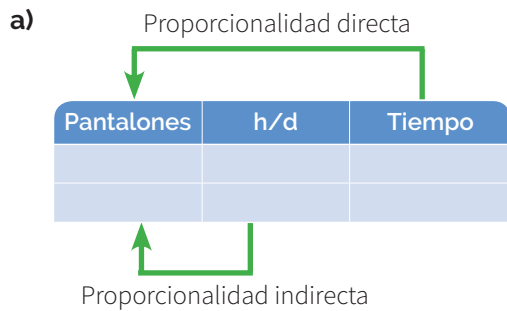 a)
Proporcionalidad directa
Pantalones h/d Tiempo
Proporcionalidad indirecta